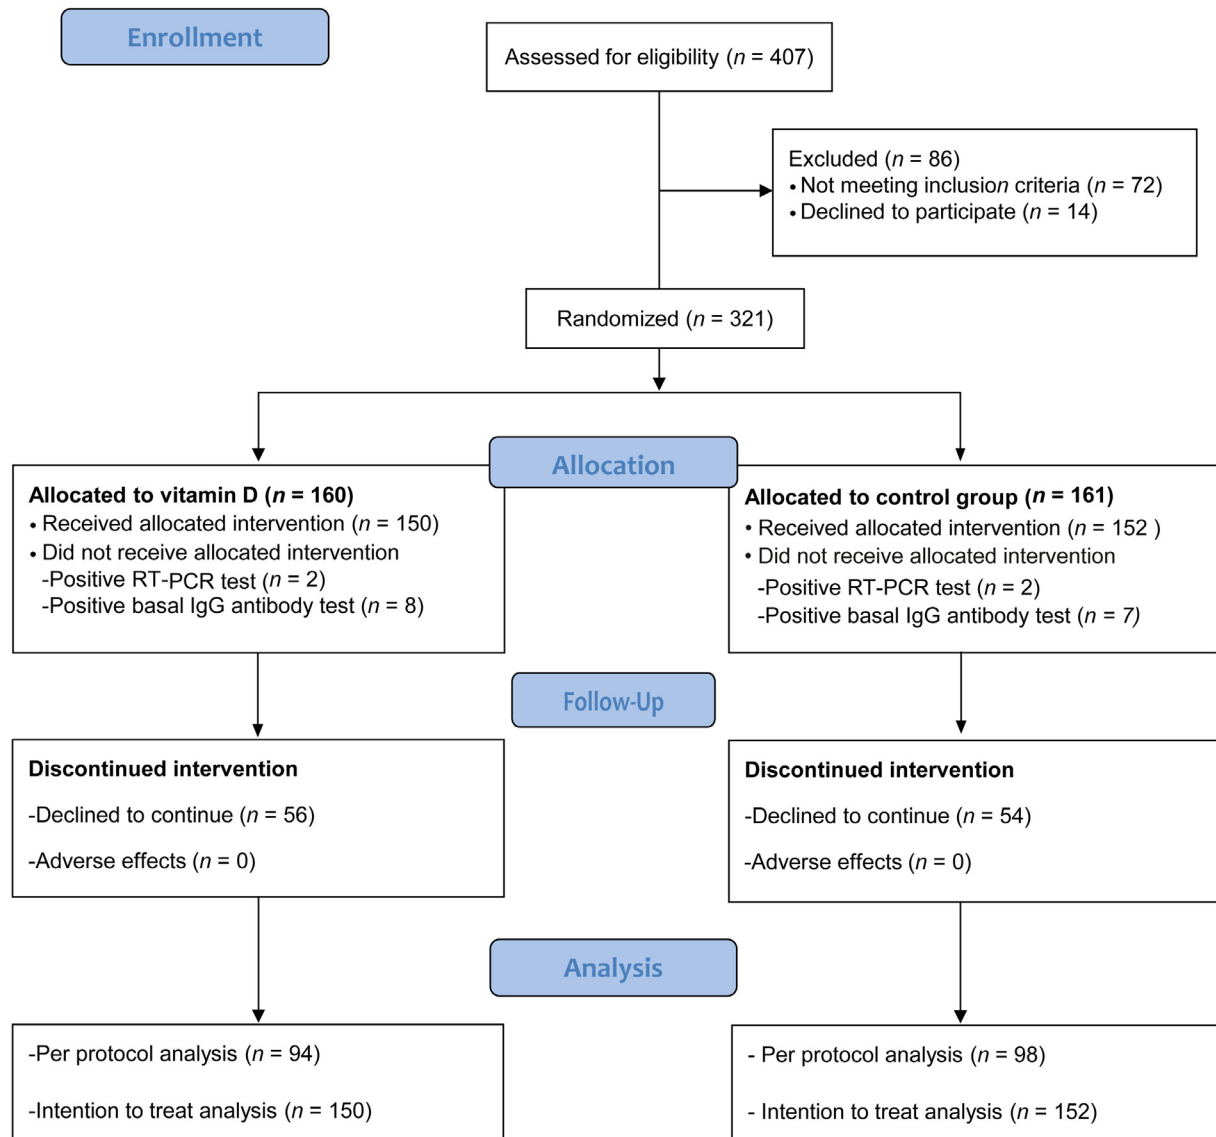 Enrollment
Assessed for eligibility (n = 407)
Excluded (n = 86)
• Not meeting inclusion criteria (n = 72)
• Declined to participate (n = 14)
Randomized (n = 321)
Allocation
Allocated to vitamin D (n = 160)
• Received allocated intervention (n = 150)
• Did not receive allocated intervention
-Positive RT-PCR test (n = 2)
-Positive basal IgG antibody test (n = 8)
Allocated to control group (n = 161)
• Received allocated intervention (n = 152 )
• Did not receive allocated intervention
-Positive RT-PCR test (n = 2)
-Positive basal IgG antibody test (n = 7)
Follow-Up
Discontinued intervention
-Declined to continue (n = 56)
-Adverse effects (n = 0)
Discontinued intervention
-Declined to continue (n = 54)
-Adverse effects (n = 0)
Analysis
-Per protocol analysis (n = 94)
-Intention to treat analysis (n = 150)
- Per protocol analysis (n = 98)
- Intention to treat analysis (n = 152)